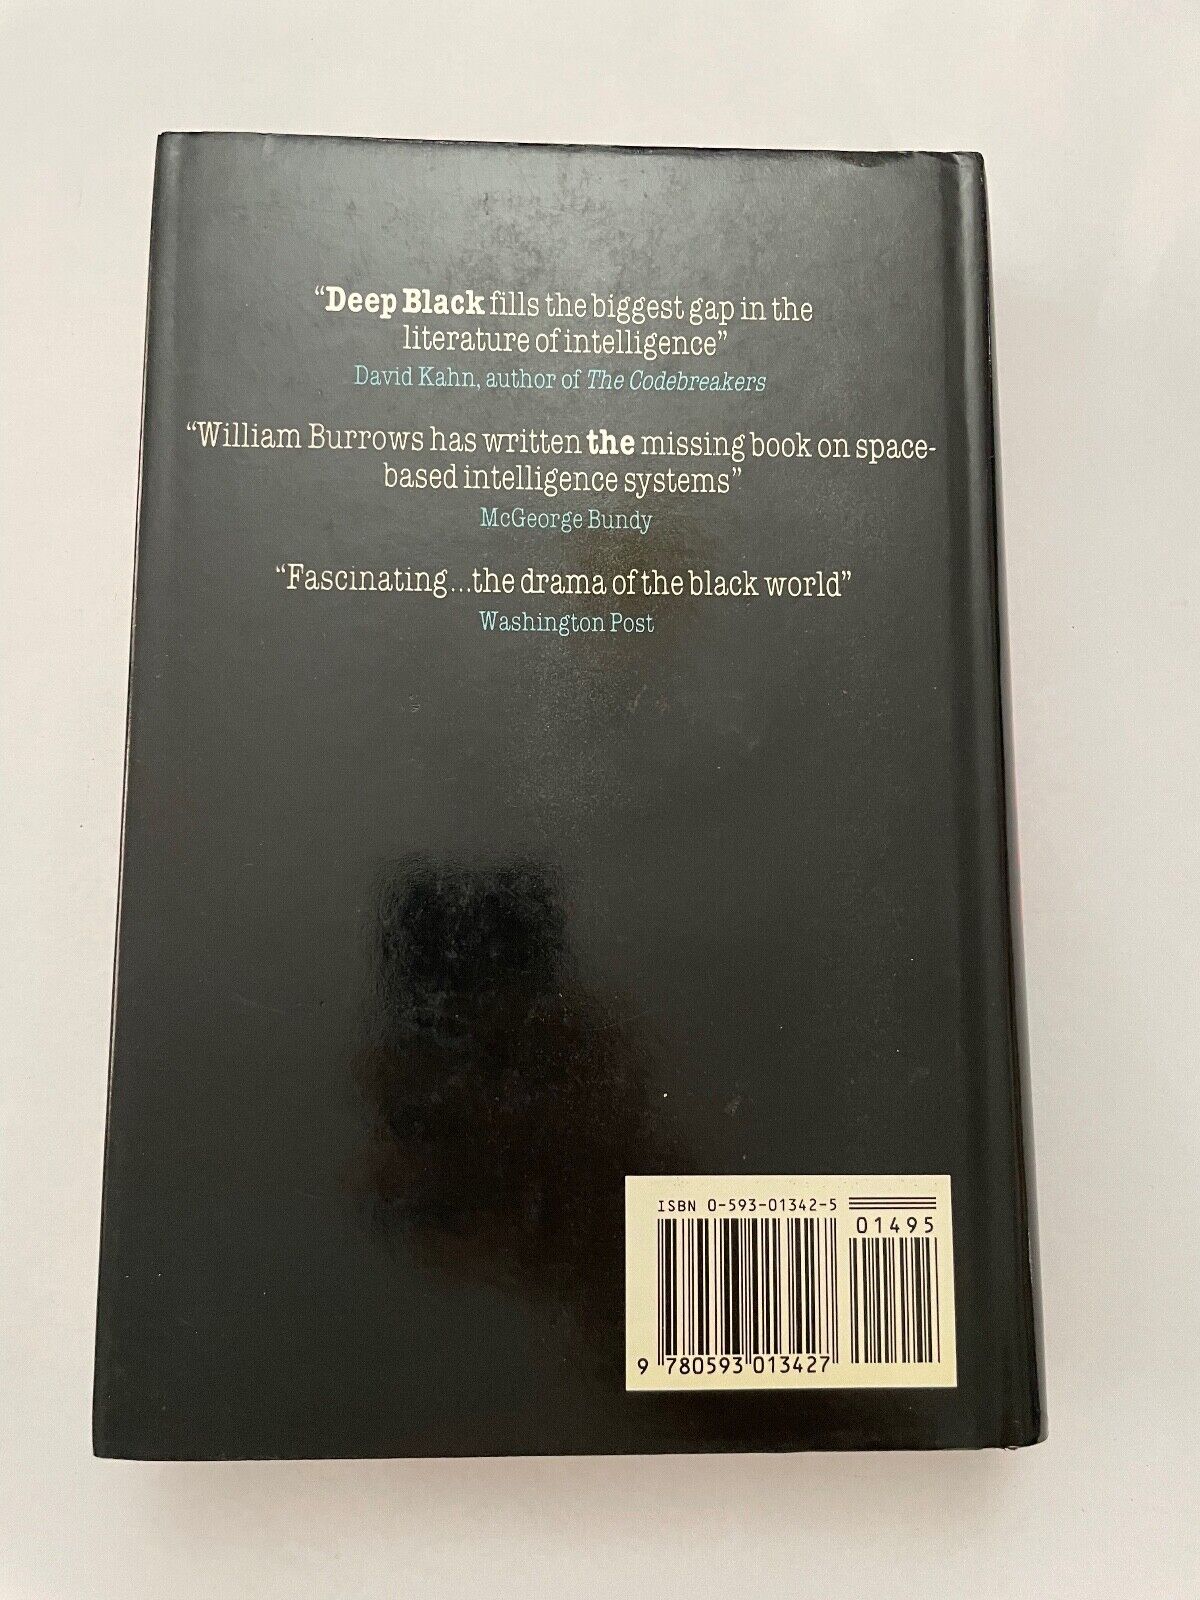 “Deep Black fills the biggest gap in the
literature of intelligence”
David Kahn, author of The Codebreakers
“William Burrows has written the missing book on space-
based intelligence systems”
McGeorge Bundy
“Fascinating...the drama of the black world”
Washington Post
ISBN 0-593-01342-5
01495
9 780593 013427